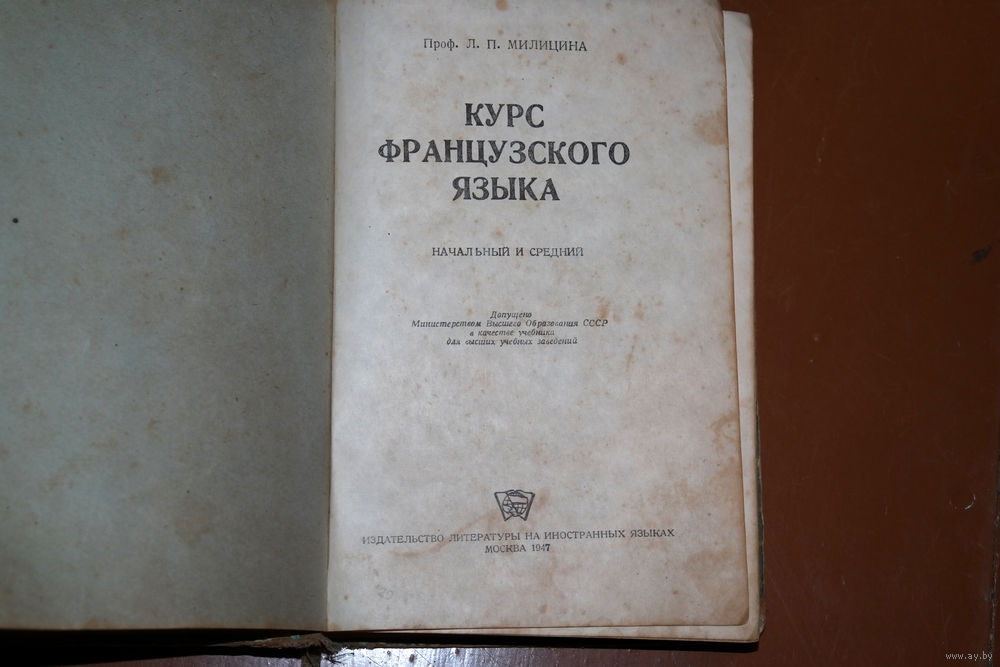 Проф. Л. П. МИЛИЦИНА
КУРС
ФРАНЦУЗСКОГО
ЯЗЫКА
НАЧАЛЬНЫЙ И СРЕДНИЙ
Допущено
Министерством Высшего Образования СССР
в качестве учебника
для высших учебных заведений
ИЗДАТЕЛЬСТВО ЛИТЕРАТУРЫ НА ИНОСТРАННЫХ ЯЗЫКАХ
МОСКВА 1947
www.ay.by